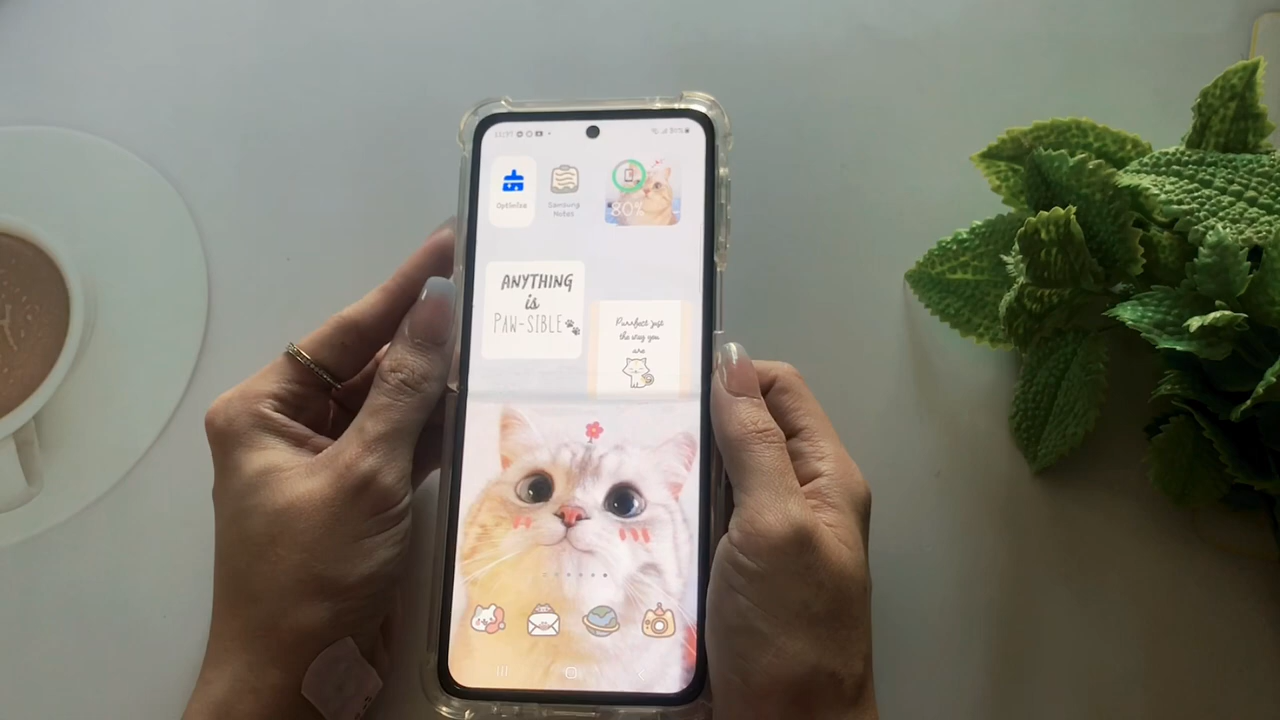 Optimize
Samsung
Notes
80%
ANYTHING
is
PAW-SIBLE
Purrfect just
the way you
are